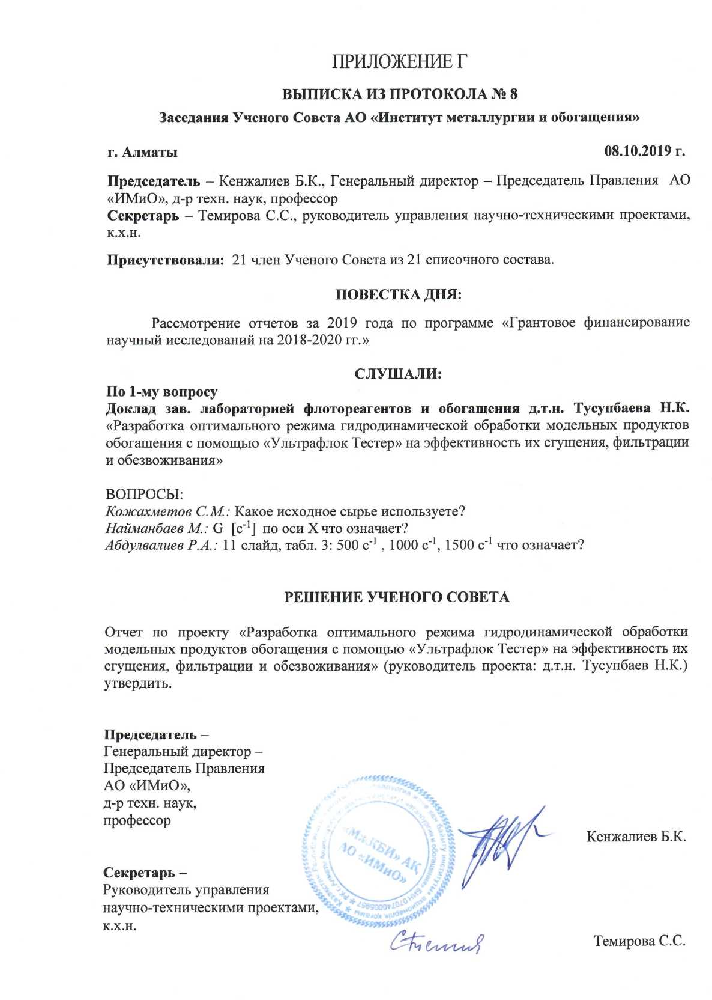 ПРИЛОЖЕНИЕ Г
ВЫПИСКА ИЗ ПРОТОКОЛА № 8
Заседания Ученого Совета АО «Институт металлургии и обогащения»
г. Алматы 08.10.2019 г.
Председатель – Кенжалиев Б.К., Генеральный директор – Председатель Правления АО
«ИМиО», д-р техн. наук, профессор
Секретарь – Темирова С.С., руководитель управления научно-техническими проектами,
к.х.н.
Присутствовали: 21 член Ученого Совета из 21 списочного состава.
ПОВЕСТКА ДНЯ:
Рассмотрение отчетов за 2019 года по программе «Грантовое финансирование
научный исследований на 2018-2020 гг.»
СЛУШАЛИ:
По 1-му вопросу
Доклад зав. лабораторией флотореагентов и обогащения д.т.н. Тусупбаева Н.К.
«Разработка оптимального режима гидродинамической обработки модельных продуктов
обогащения с помощью «Ультрафлок Тестер» на эффективность их сгущения, фильтрации
и обезвоживания»
ВОПРОСЫ:
Кожахметов С.М.: Какое исходное сырье используете?
Найманбаев М.: G [c⁻¹] по оси X что означает?
Абдулвалиев Р.А.: 11 слайд, табл. 3: 500 с⁻¹ , 1000 с⁻¹, 1500 с⁻¹ что означает?
РЕШЕНИЕ УЧЕНОГО СОВЕТА
Отчет по проекту «Разработка оптимального режима гидродинамической обработки
модельных продуктов обогащения с помощью «Ультрафлок Тестер» на эффективность их
сгущения, фильтрации и обезвоживания» (руководитель проекта: д.т.н. Тусупбаев Н.К.)
утвердить.
Председатель –
Генеральный директор –
Председатель Правления
АО «ИМиО»,
д-р техн. наук,
профессор
Кенжалиев Б.К.
«МжКБИ» АҚ
АО «ИМиО»
Секретарь –
Руководитель управления
научно-техническими проектами,
к.х.н.
Темирова С.С.